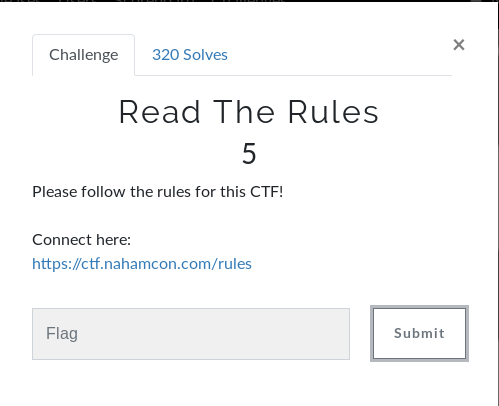 Challenge
320 Solves
×
Read The Rules
5
Please follow the rules for this CTF!
Connect here:
https://ctf.nahamcon.com/rules
Flag
Submit